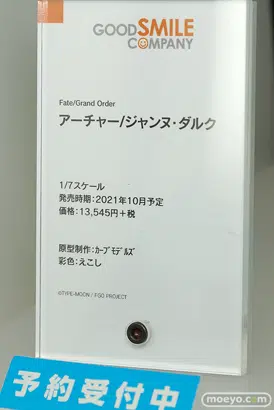 GOODSMILE
COMPANY
Fate/Grand Order
アーチャー/ジャンヌ・ダルク
1/7スケール
発売時期：2021年10月予定
価格：13,545円+税
原型制作：ｶｰﾌﾞﾓﾃﾞﾙｽﾞ
彩色：えこし
©TYPE-MOON / FGO PROJECT
予約受付中
moeyo.com